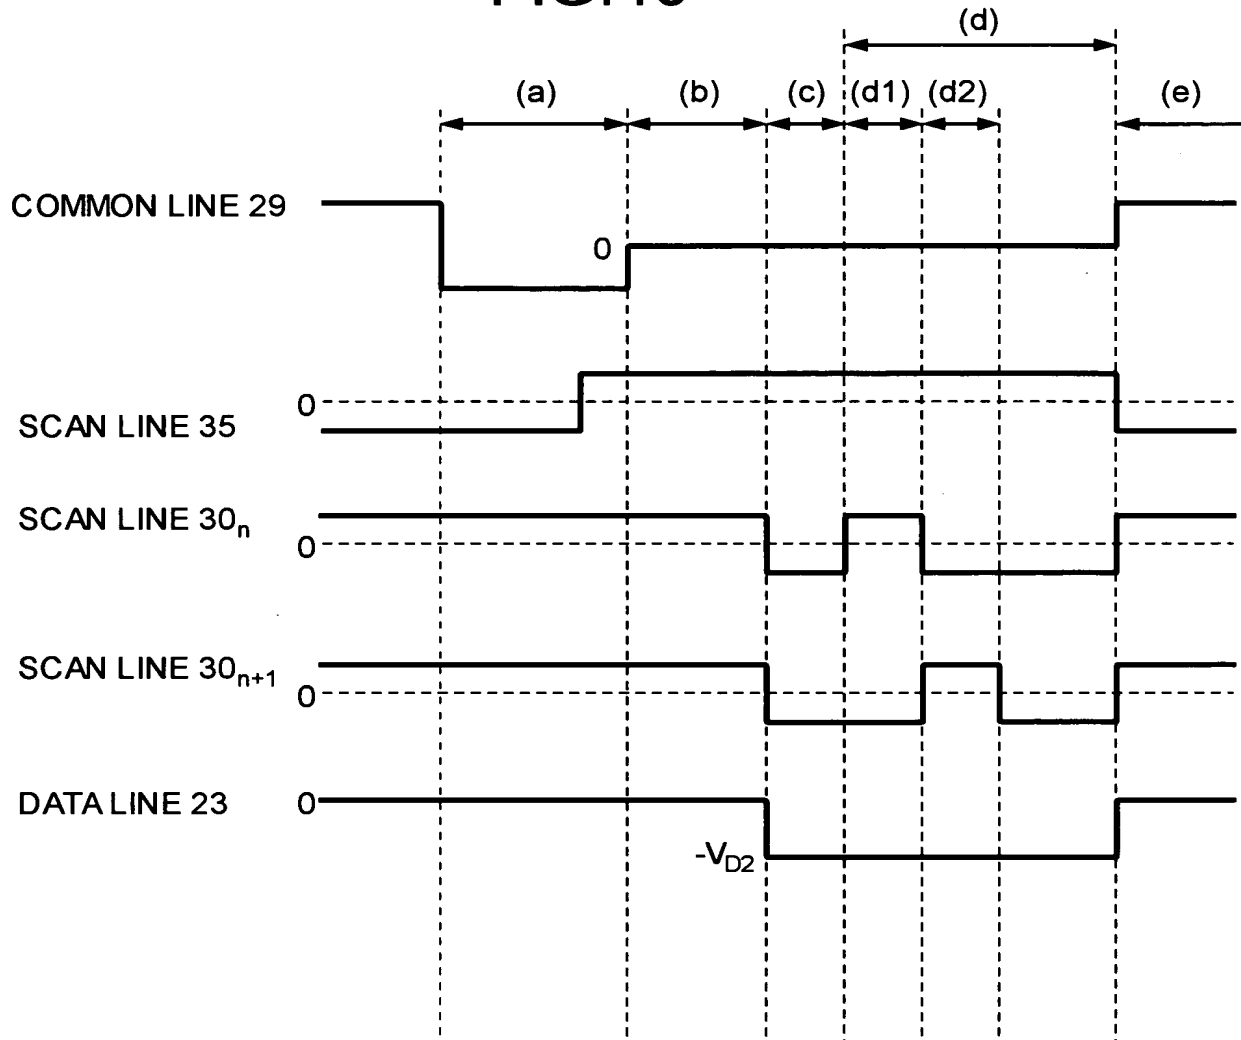 (d)
(a) (b) (c) (d1) (d2) (e)
COMMON LINE 29
0
0
SCAN LINE 35
SCAN LINE 30n
0
SCAN LINE 30n+1
0
DATA LINE 23 0
-VD2